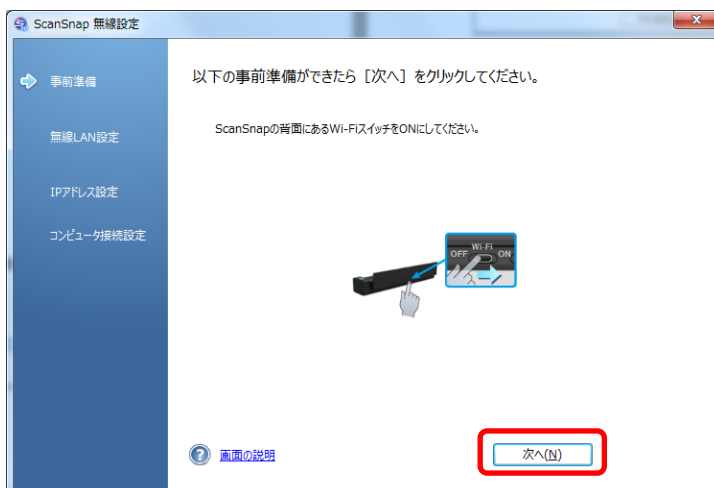 ScanSnap 無線設定
事前準備
無線LAN設定
IPアドレス設定
コンピュータ接続設定
以下の事前準備ができたら［次へ］をクリックしてください。
ScanSnapの背面にあるWi-FiスイッチをONにしてください。
Wi-Fi
OFF ON
画面の説明
次へ(N)